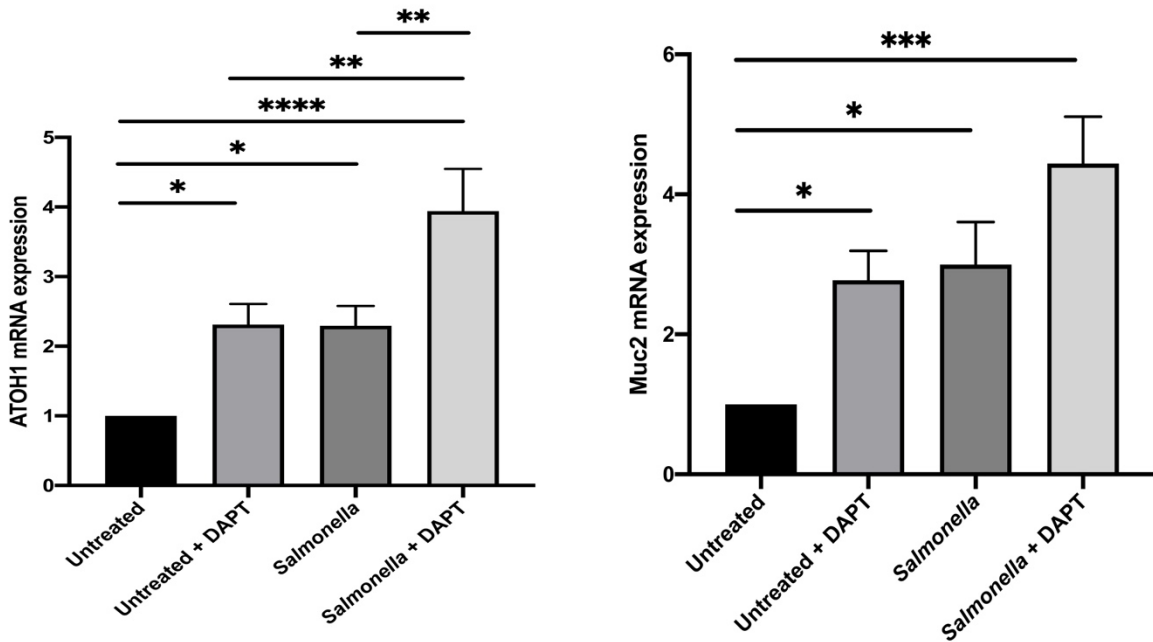 **
**
****
*
*
ATOH1 mRNA expression
5
4
3
2
1
0
Untreated
Untreated + DAPT
Salmonella
Salmonella + DAPT
***
*
*
Muc2 mRNA expression
6
4
2
0
Untreated
Untreated + DAPT
Salmonella
Salmonella + DAPT